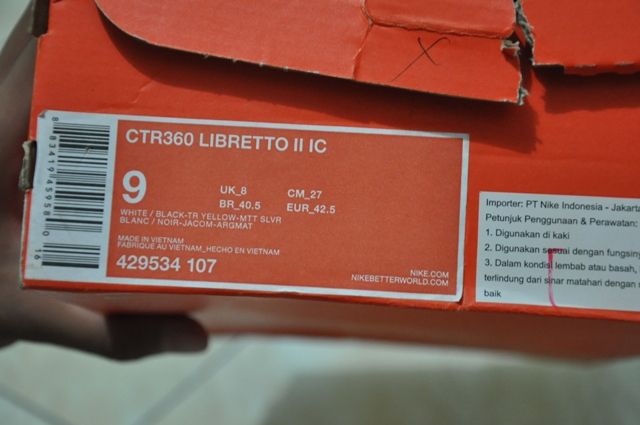 CTR360 LIBRETTO II IC
9
UK_8 CM_27
BR_40.5 EUR_42.5
WHITE / BLACK-TR YELLOW-MTT SLVR
BLANC / NOIR-JACOM-ARGMAT
MADE IN VIETNAM
FABRIQUE AU VIETNAM_HECHO EN VIETNAM
429534 107
NIKE.COM
NIKEBETTERWORLD.COM
Importer: PT Nike Indonesia - Jakarta
Petunjuk Penggunaan & Perawatan:
1. Digunakan di kaki
2. Digunakan sesuai dengan fungsiny
3. Dalam kondisi lembab atau basah,
terlindung dari sinar matahari dengan
baik